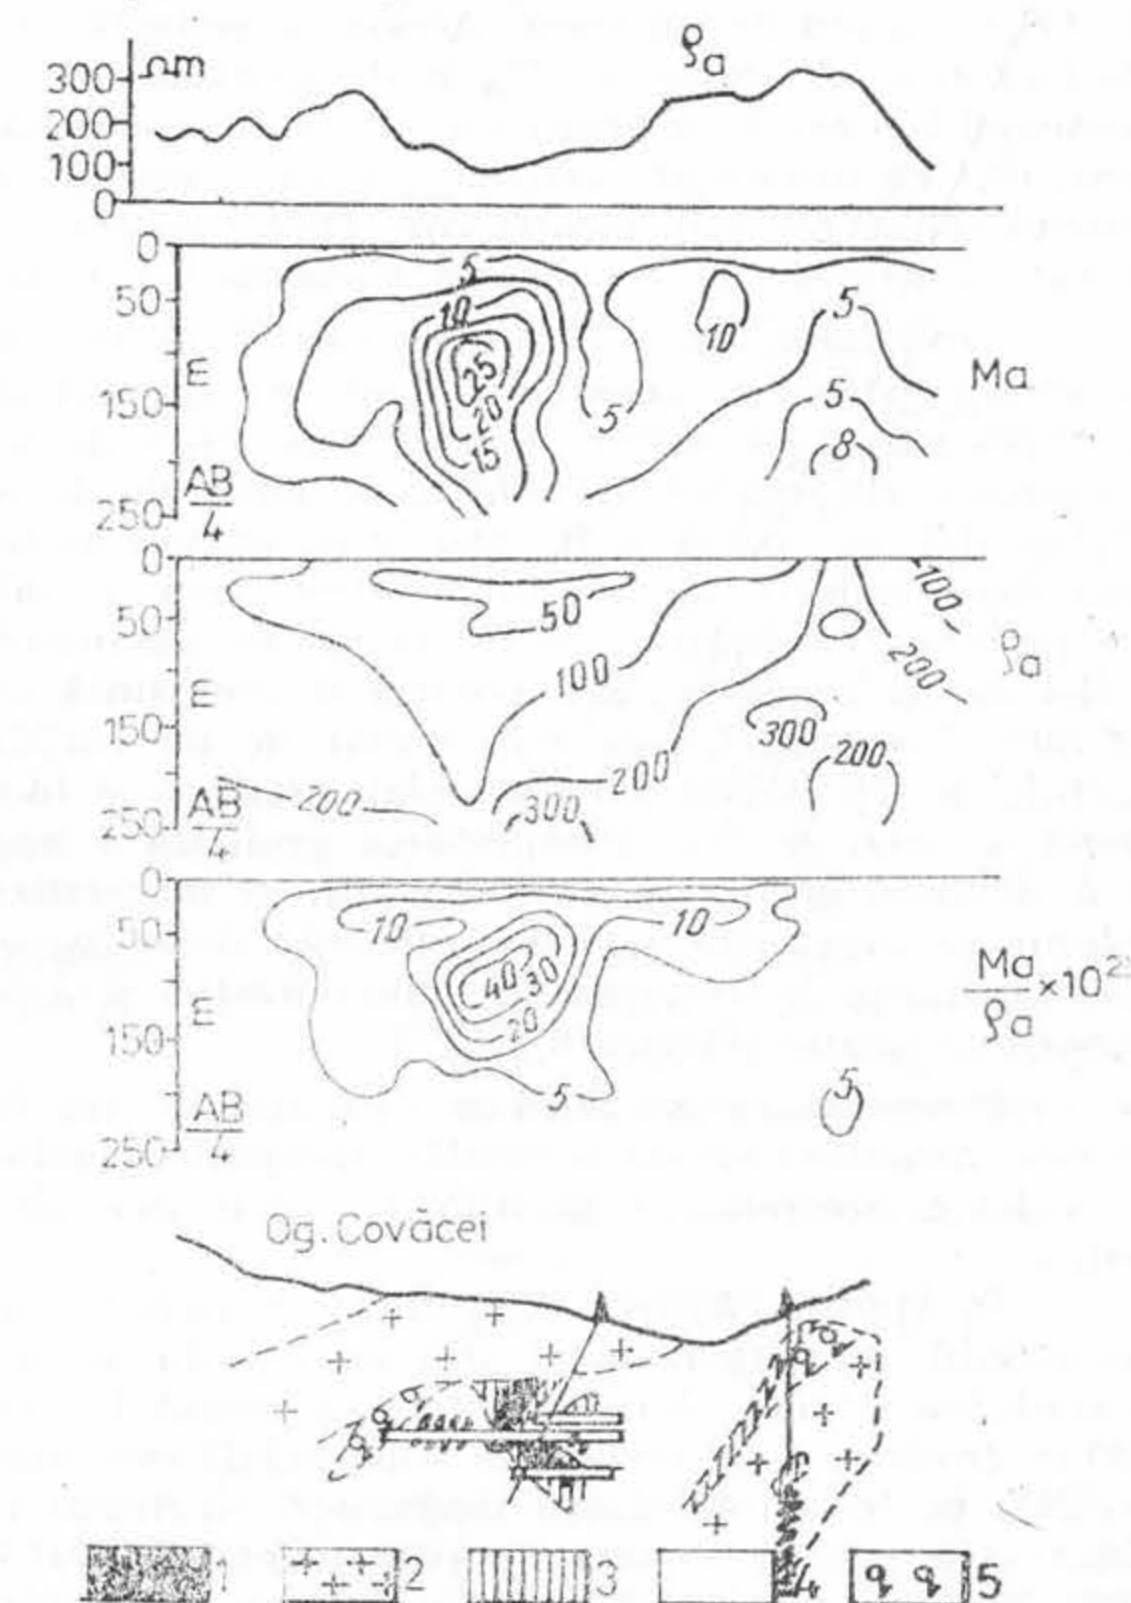 300 Ωm ρa
200
100
0
0
50 5
10 10 5
E 25 Ma
150 20 5 5
15 8
AB/4
250
0
50 50 100
100 200 ρa
E
150 300
200 200 200
AB/4 300
250
0
50 10 10
40 30 Ma/ρa ×10²
E 20
150
5 5
AB/4
250
Og. Covăcei
1 2 3 4 5